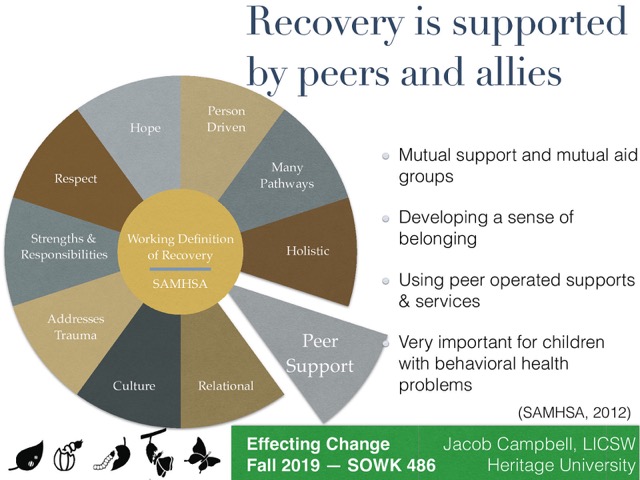 Recovery is supported
by peers and allies
Hope
Person
Driven
Many
Pathways
Holistic
Peer
Support
Relational
Culture
Addresses
Trauma
Strengths &
Responsibilities
Respect
Working Definition
of Recovery
SAMHSA
Mutual support and mutual aid
groups
Developing a sense of
belonging
Using peer operated supports
& services
Very important for children
with behavioral health
problems
(SAMHSA, 2012)
Effecting Change
Jacob Campbell, LICSW
Fall 2019 — SOWK 486
Heritage University